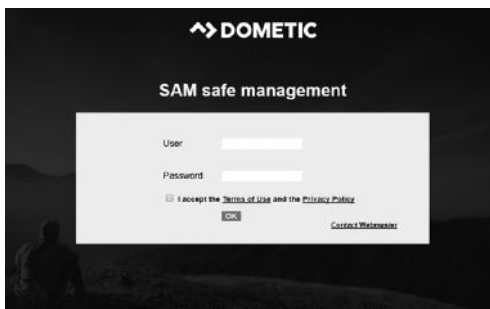 DOMETIC
SAM safe management
User
Password
I accept the Terms of Use and the Privacy Policy
OK
Contact Webmaster